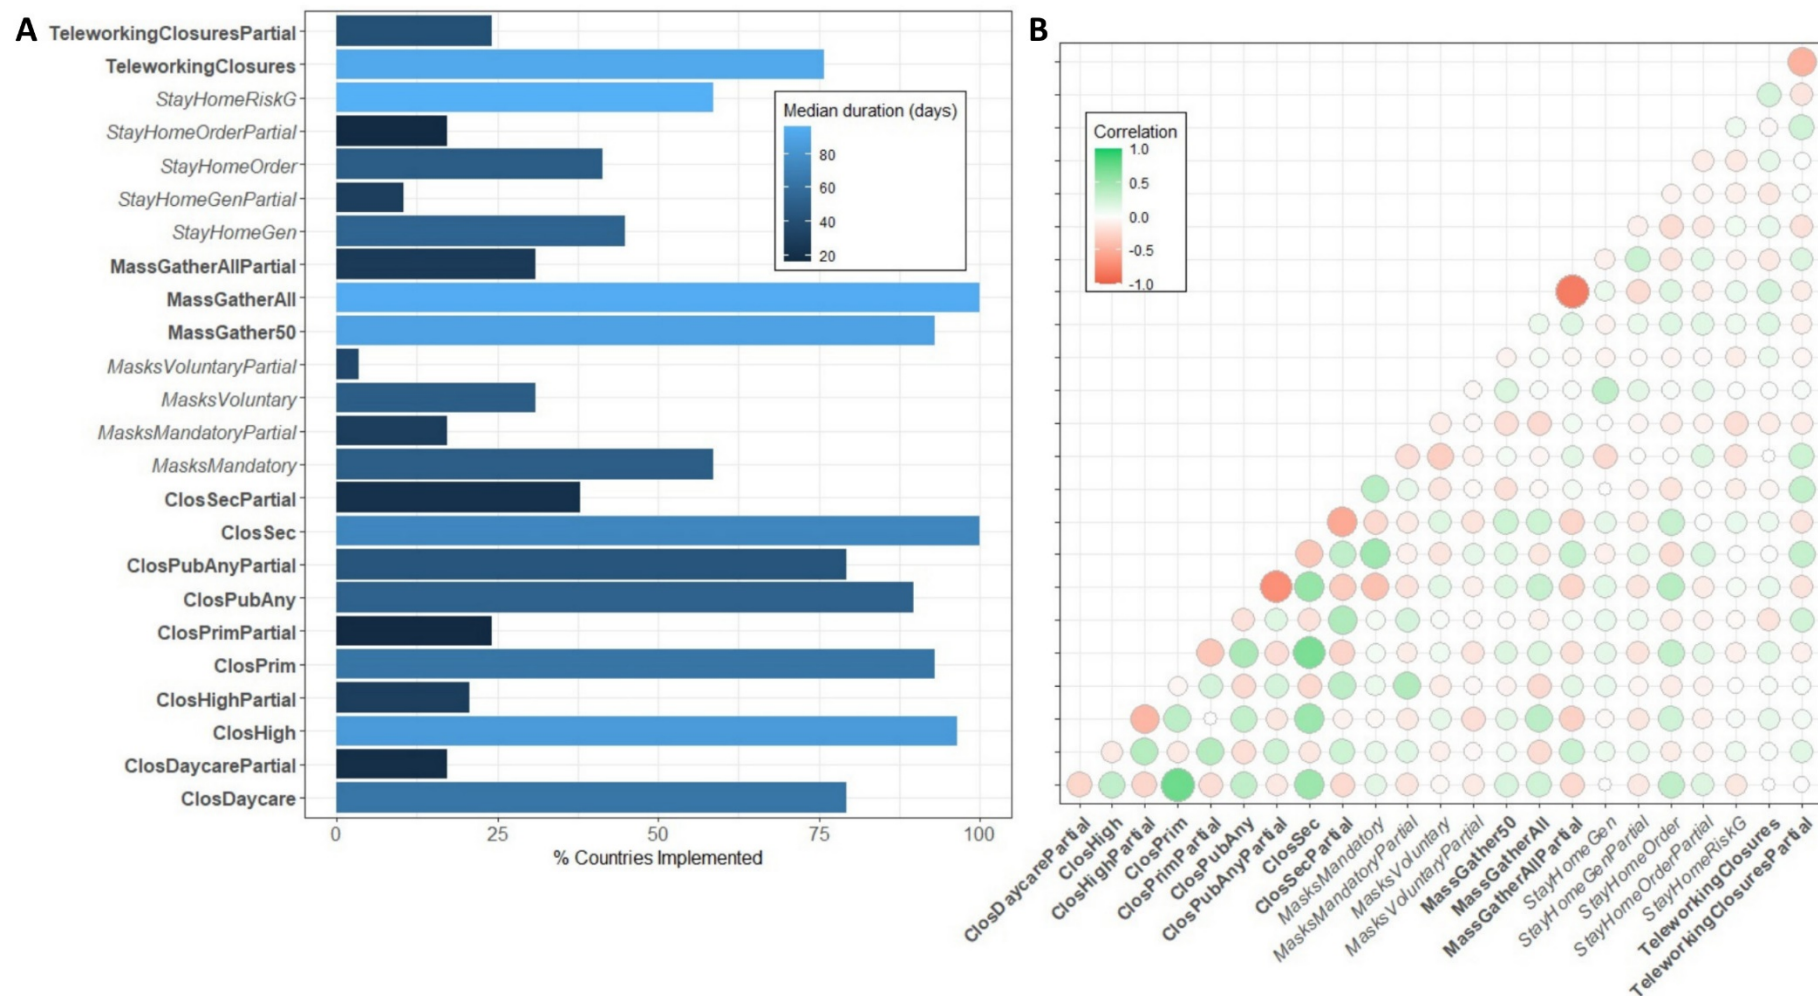 A
TeleworkingClosuresPartial
TeleworkingClosures
StayHomeRiskG
StayHomeOrderPartial
StayHomeOrder
StayHomeGenPartial
StayHomeGen
MassGatherAllPartial
MassGatherAll
MassGather50
MasksVoluntaryPartial
MasksVoluntary
MasksMandatoryPartial
MasksMandatory
ClosSecPartial
ClosSec
ClosPubAnyPartial
ClosPubAny
ClosPrimPartial
ClosPrim
ClosHighPartial
ClosHigh
ClosDaycarePartial
ClosDaycare
0 25 50 75 100
% Countries Implemented
Median duration (days)
80
60
40
20
B
Correlation
1.0
0.5
0.0
-0.5
-1.0
ClosDaycarePartial
ClosHigh
ClosHighPartial
ClosPrim
ClosPrimPartial
ClosPubAny
ClosPubAnyPartial
ClosSec
ClosSecPartial
MasksMandatory
MasksMandatoryPartial
MasksVoluntary
MasksVoluntaryPartial
MassGather50
MassGatherAll
MassGatherAllPartial
StayHomeGen
StayHomeGenPartial
StayHomeOrder
StayHomeOrderPartial
StayHomeRiskG
TeleworkingClosures
TeleworkingClosuresPartial